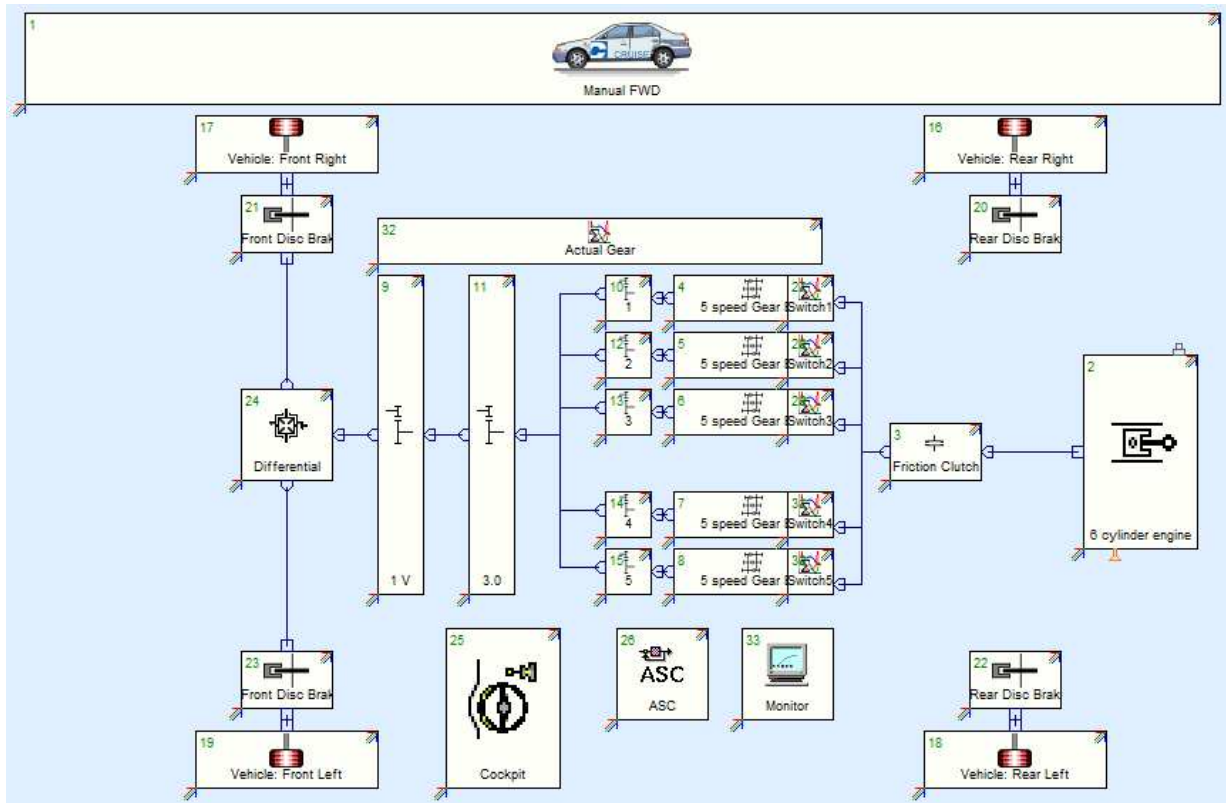 1
CRUISE
Manual FWD
17
Vehicle: Front Right
16
Vehicle: Rear Right
21
Front Disc Brak
20
Rear Disc Brak
32
Actual Gear
9
1 V
11
3.0
10
1
4
5 speed Gear
Switch1
12
2
5
5 speed Gear
Switch2
13
3
6
5 speed Gear
Switch3
14
4
7
5 speed Gear
Switch4
15
5
8
5 speed Gear
Switch5
24
Differential
3
Friction Clutch
2
6 cylinder engine
23
Front Disc Brak
25
Cockpit
26
ASC
ASC
33
Monitor
22
Rear Disc Brak
19
Vehicle: Front Left
18
Vehicle: Rear Left